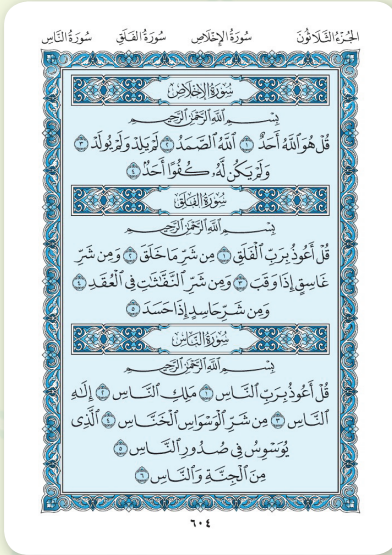 الجُزْءُ الثَّلَاثُونَ سُورَةُ الإِخْلَاصِ سُورَةُ الفَلَقِ سُورَةُ النَّاسِ
سُورَةُ الإِخْلَاصِ
بِسْمِ ٱللَّهِ ٱلرَّحْمَٰنِ ٱلرَّحِيمِ
قُلْ هُوَ ٱللَّهُ أَحَدٌ ١ ٱللَّهُ ٱلصَّمَدُ ٢ لَمْ يَلِدْ وَلَمْ يُولَدْ ٣
وَلَمْ يَكُن لَّهُۥ كُفُوًا أَحَدٌۢ ٤
سُورَةُ الفَلَقِ
بِسْمِ ٱللَّهِ ٱلرَّحْمَٰنِ ٱلرَّحِيمِ
قُلْ أَعُوذُ بِرَبِّ ٱلْفَلَقِ ١ مِن شَرِّ مَا خَلَقَ ٢ وَمِن شَرِّ
غَاسِقٍ إِذَا وَقَبَ ٣ وَمِن شَرِّ ٱلنَّفَّٰثَٰتِ فِى ٱلْعُقَدِ ٤
وَمِن شَرِّ حَاسِدٍ إِذَا حَسَدَ ٥
سُورَةُ النَّاسِ
بِسْمِ ٱللَّهِ ٱلرَّحْمَٰنِ ٱلرَّحِيمِ
قُلْ أَعُوذُ بِرَبِّ ٱلنَّاسِ ١ مَلِكِ ٱلنَّاسِ ٢ إِلَٰهِ
ٱلنَّاسِ ٣ مِن شَرِّ ٱلْوَسْوَاسِ ٱلْخَنَّاسِ ٤ ٱلَّذِى
يُوَسْوِسُ فِى صُدُورِ ٱلنَّاسِ ٥
مِنَ ٱلْجِنَّةِ وَٱلنَّاسِ ٦
٦٠٤